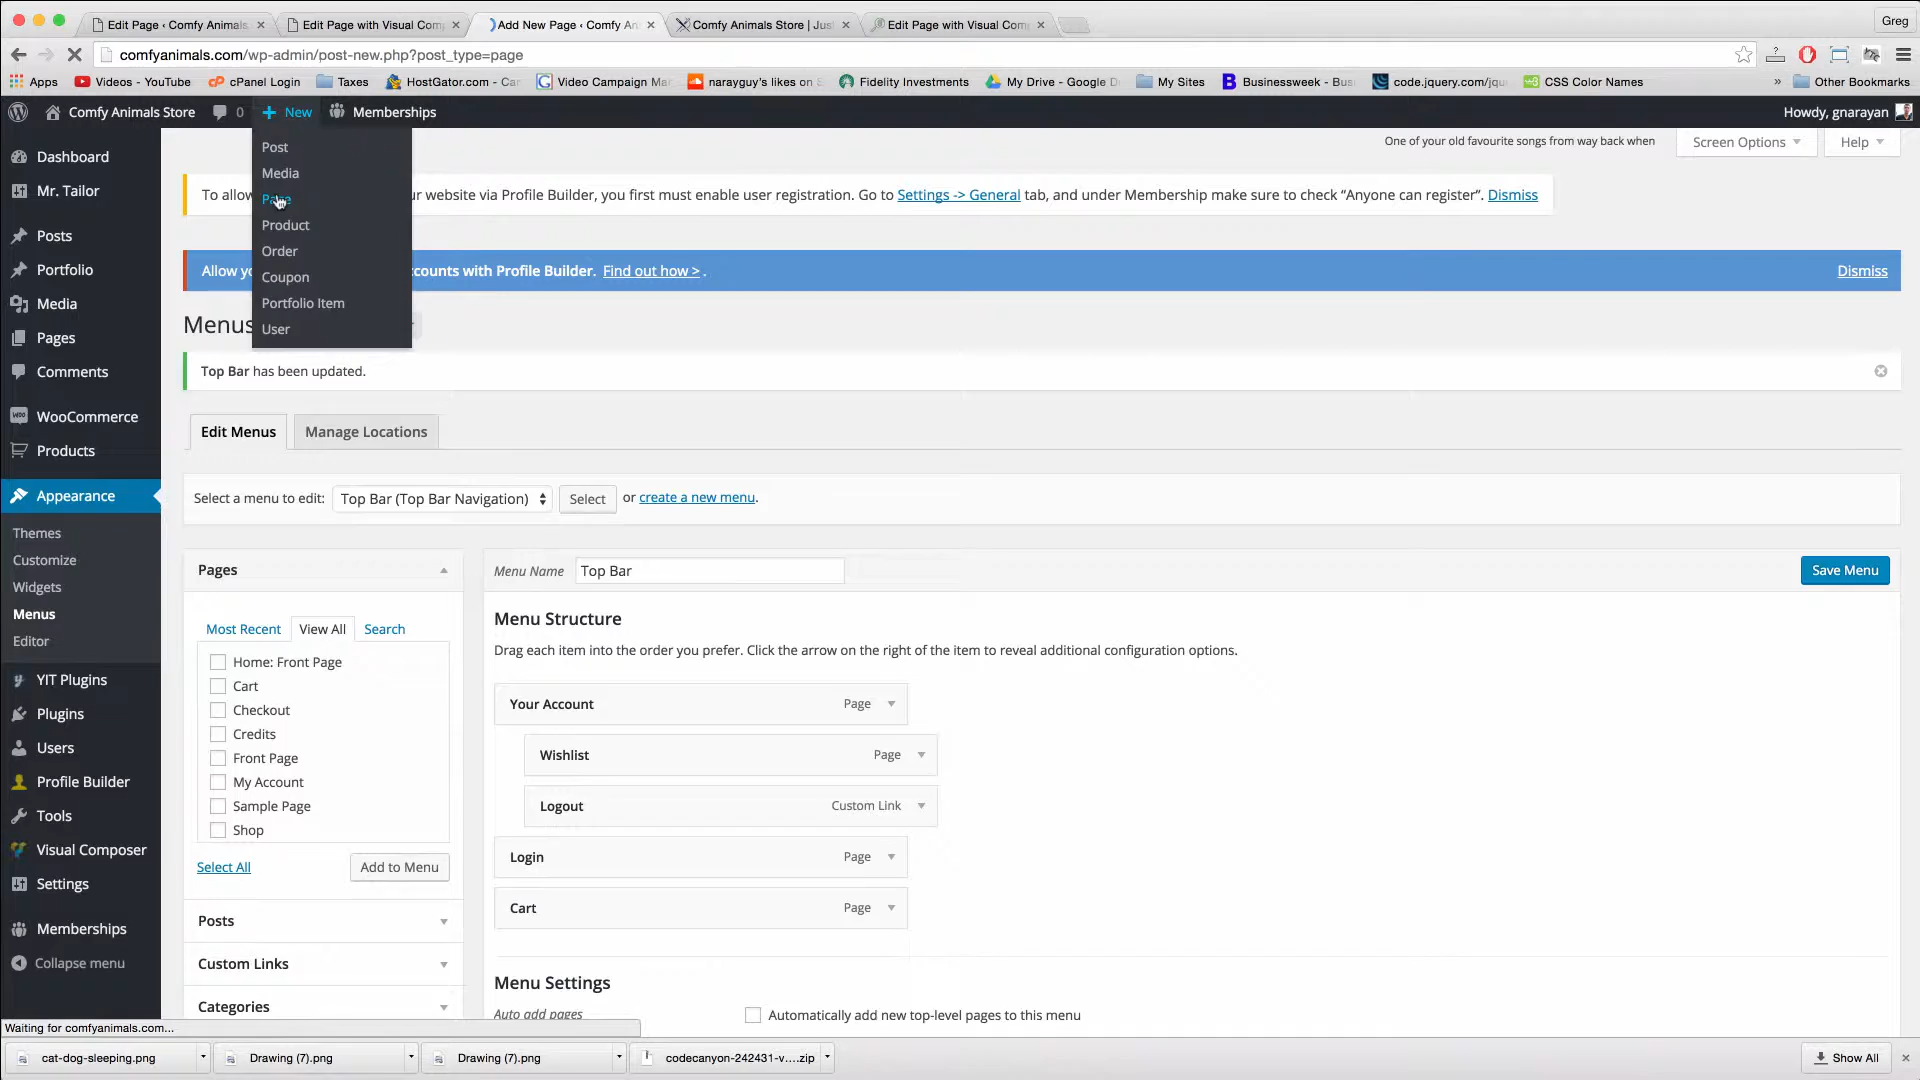 Edit Page ‹ Comfy Animals
Edit Page with Visual Com
Add New Page ‹ Comfy An
Comfy Animals Store | Jus
Edit Page with Visual Com
Greg
comfyanimals.com/wp-admin/post-new.php?post_type=page
Apps
Videos - YouTube
cPanel Login
Taxes
HostGator.com - Ca
Video Campaign Ma
narayguy's likes on S
Fidelity Investments
My Drive - Google D
My Sites
Businessweek - Busi
code.jquery.com/jqu
CSS Color Names
»
Other Bookmarks
Comfy Animals Store
0
+ New
Memberships
Howdy, gnarayan
One of your old favourite songs from way back when
Screen Options
Help
Post
Media
Page
Product
Order
Coupon
Portfolio Item
User
To allow
ur website via Profile Builder, you first must enable user registration. Go to Settings -> General tab, and under Membership make sure to check “Anyone can register”. Dismiss
Allow yo
counts with Profile Builder. Find out how > .
Dismiss
Menus
Top Bar has been updated.
Edit Menus
Manage Locations
Select a menu to edit:
Top Bar (Top Bar Navigation)
Select
or create a new menu.
Dashboard
Mr. Tailor
Posts
Portfolio
Media
Pages
Comments
WooCommerce
Products
Appearance
Themes
Customize
Widgets
Menus
Editor
YIT Plugins
Plugins
Users
Profile Builder
Tools
Visual Composer
Settings
Memberships
Collapse menu
Pages
Most Recent
View All
Search
Home: Front Page
Cart
Checkout
Credits
Front Page
My Account
Sample Page
Shop
Select All
Add to Menu
Posts
Custom Links
Categories
Menu Name
Top Bar
Save Menu
Menu Structure
Drag each item into the order you prefer. Click the arrow on the right of the item to reveal additional configuration options.
Your Account
Page
Wishlist
Page
Logout
Custom Link
Login
Page
Cart
Page
Menu Settings
Auto add pages
Automatically add new top-level pages to this menu
Waiting for comfyanimals.com...
cat-dog-sleeping.png
Drawing (7).png
Drawing (7).png
codecanyon-242431-v....zip
Show All